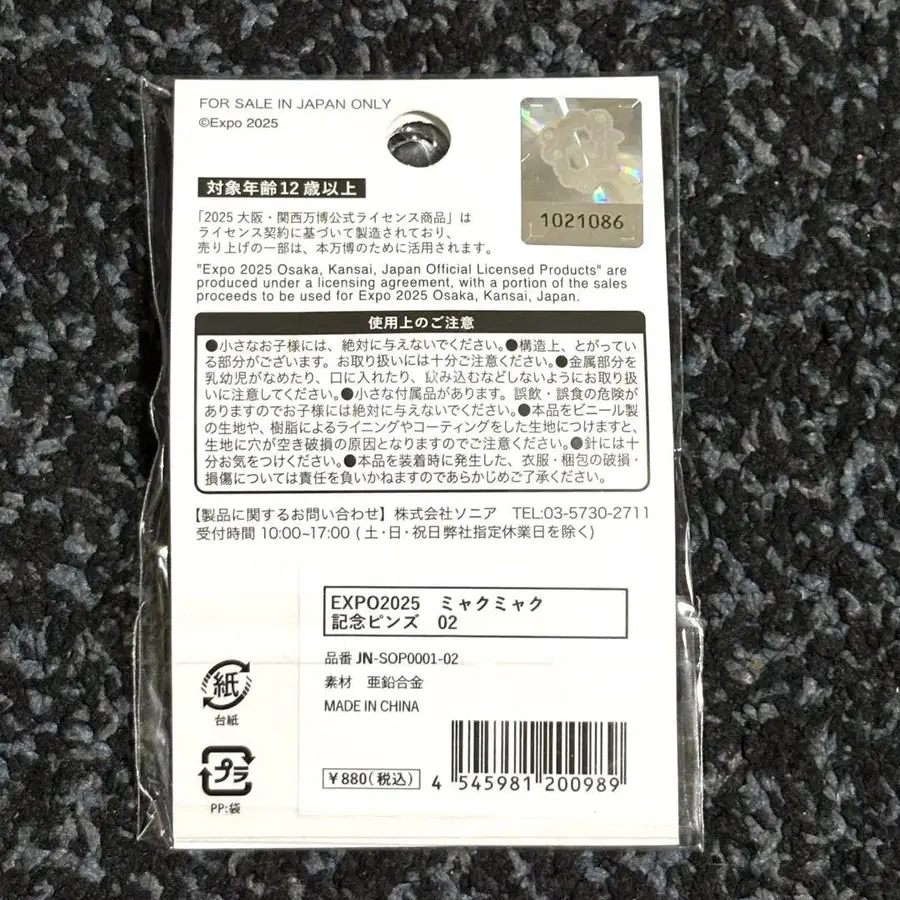 FOR SALE IN JAPAN ONLY
©Expo 2025
1021086
対象年齢12歳以上
「2025 大阪・関西万博公式ライセンス商品」は
ライセンス契約に基づいて製造されており、
売り上げの一部は、本万博のために活用されます。
"Expo 2025 Osaka, Kansai, Japan Official Licensed Products" are
produced under a licensing agreement, with a portion of the sales
proceeds to be used for Expo 2025 Osaka, Kansai, Japan.
使用上のご注意
●小さなお子様には、絶対に与えないでください。●構造上、とがってい
る部分がございます。お取り扱いには十分ご注意ください。●金属部分を
乳幼児がなめたり、口に入れたり、飲み込むなどしないようにお取り扱
いに注意してください。●小さな付属品があります。誤飲・誤食の危険が
ありますのでお子様には絶対に与えないでください。●本品をビニール製
の生地や、樹脂によるライニングやコーティングをした生地につけますと、
生地に穴が空き破損の原因となりますのでご注意ください。●針には十
分お気をつけください。●本品を装着時に発生した、衣服・梱包の破損・
損傷については責任を負いかねますのであらかじめご了承ください。
【製品に関するお問い合わせ】株式会社ソニア TEL:03-5730-2711
受付時間 10:00~17:00 (土・日・祝日弊社指定休業日を除く)
EXPO2025 ミャクミャク
記念ピンズ 02
品番 JN-SOP0001-02
素材 亜鉛合金
MADE IN CHINA
紙
台紙
プラ
PP:袋
￥880(税込)
4 545981 200989